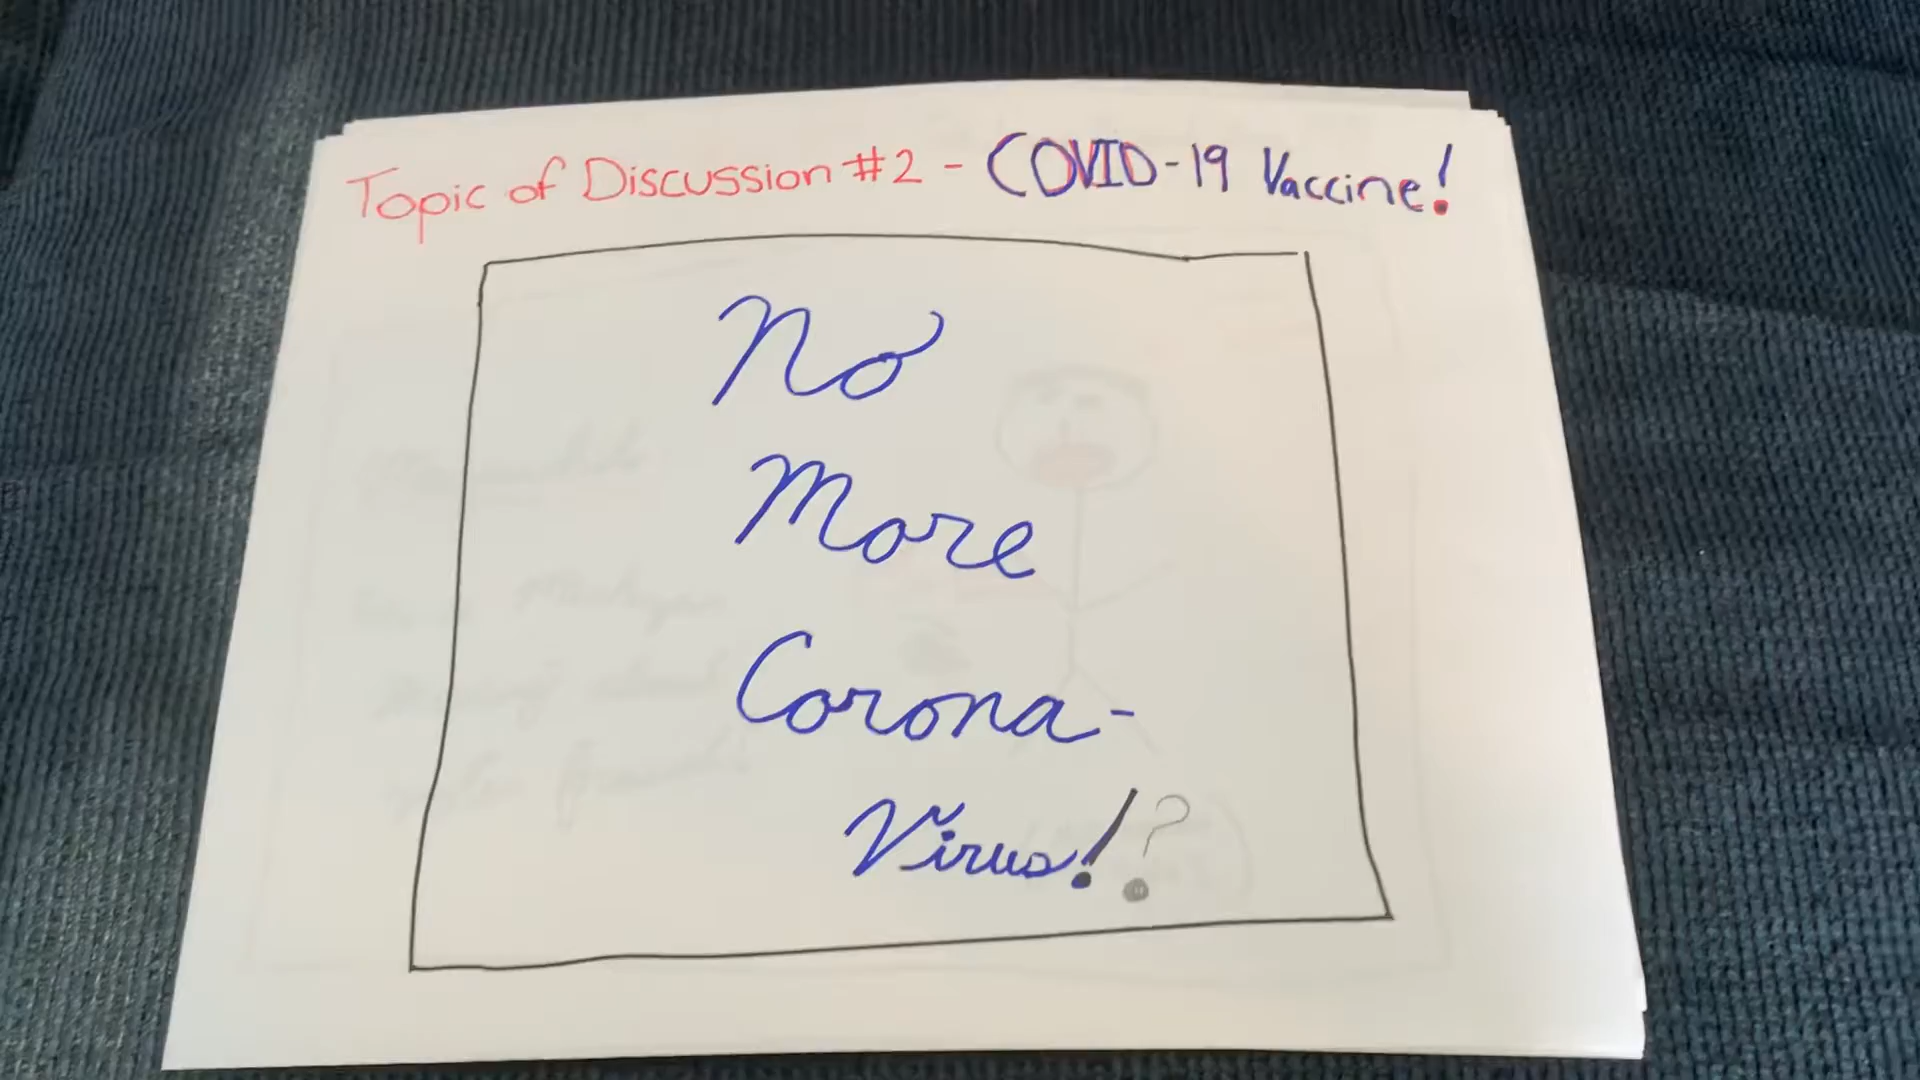 Topic of Discussion #2 - COVID-19 Vaccine!
No
More
Corona-
Virus!?